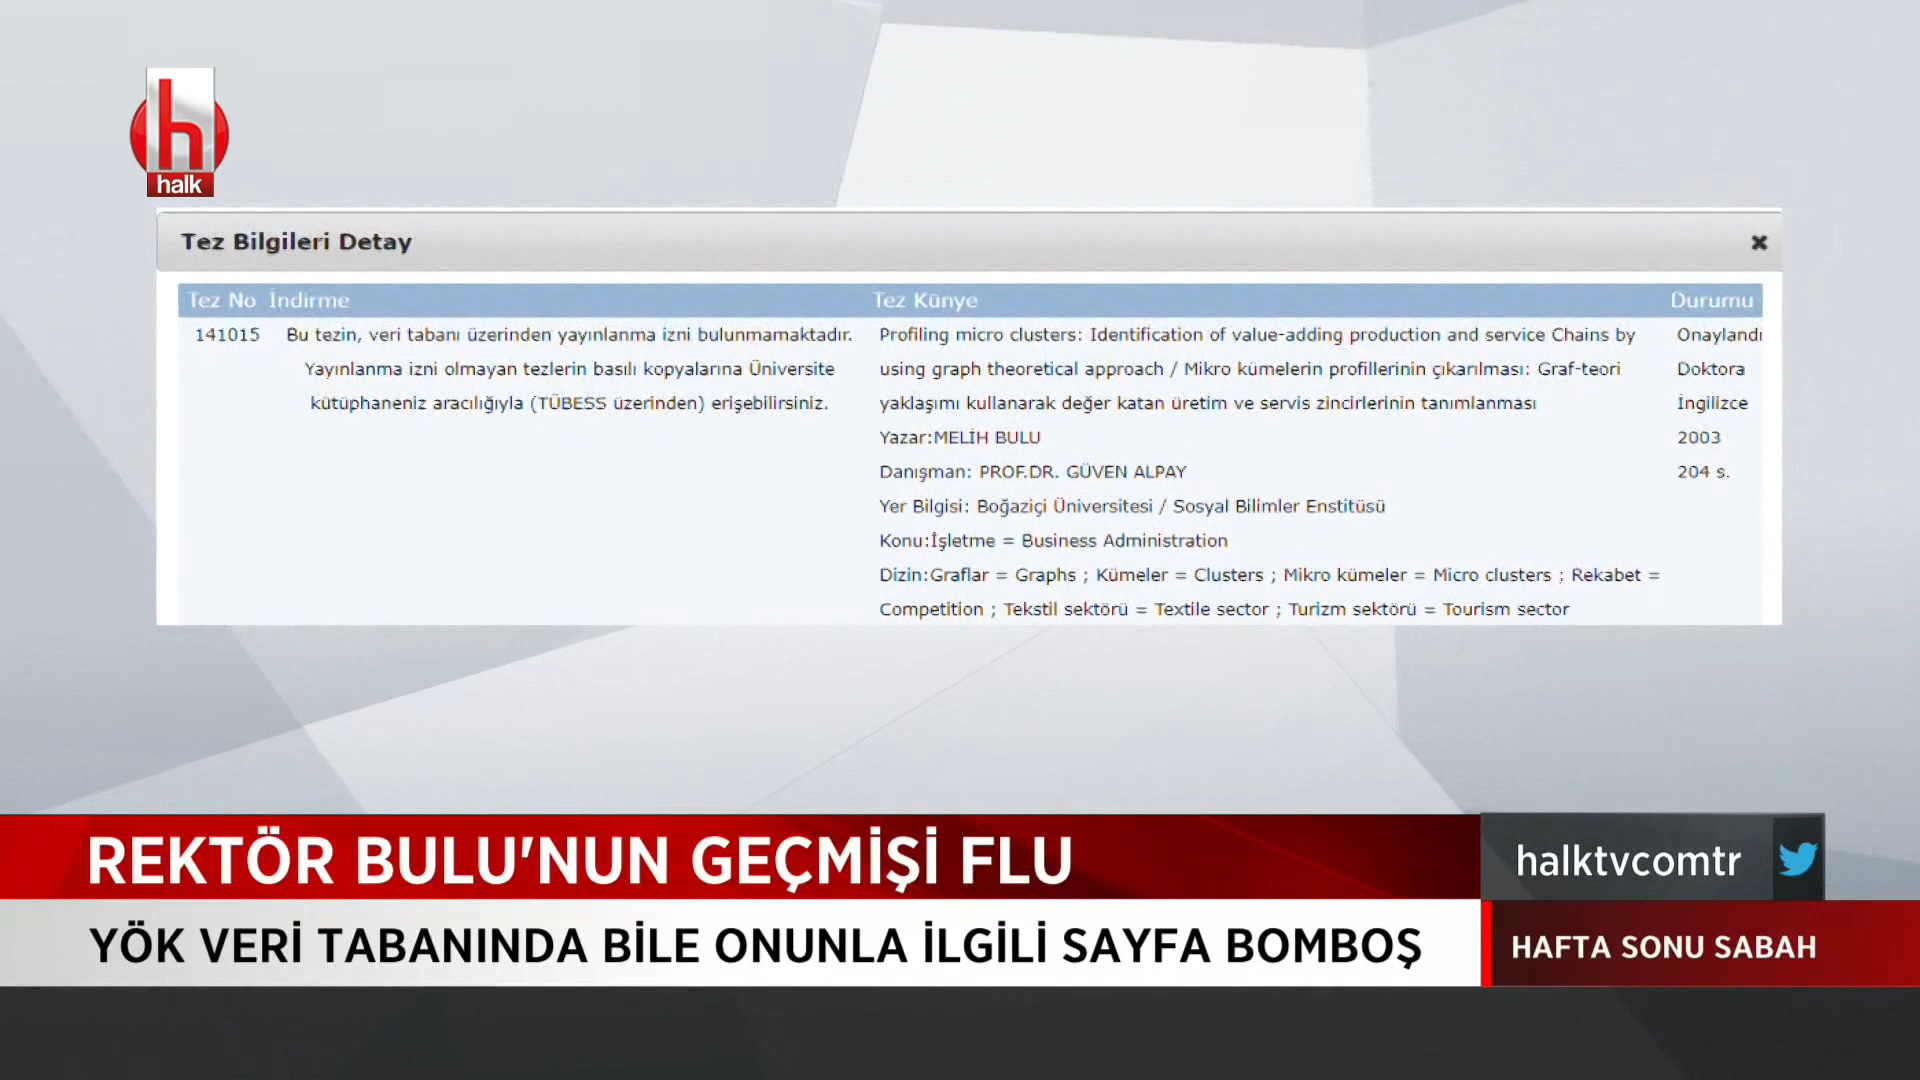 h
halk
Tez Bilgileri Detay
Tez No İndirme Tez Künye Durumu
141015 Bu tezin, veri tabanı üzerinden yayınlanma izni bulunmamaktadır. Profiling micro clusters: Identification of value-adding production and service Chains by Onaylandı
Yayınlanma izni olmayan tezlerin basılı kopyalarına Üniversite using graph theoretical approach / Mikro kümelerin profillerinin çıkarılması: Graf-teori Doktora
kütüphaneniz aracılığıyla (TÜBESS üzerinden) erişebilirsiniz. yaklaşımı kullanarak değer katan üretim ve servis zincirlerinin tanımlanması İngilizce
Yazar:MELİH BULU 2003
Danışman: PROF.DR. GÜVEN ALPAY 204 s.
Yer Bilgisi: Boğaziçi Üniversitesi / Sosyal Bilimler Enstitüsü
Konu:İşletme = Business Administration
Dizin:Graflar = Graphs ; Kümeler = Clusters ; Mikro kümeler = Micro clusters ; Rekabet =
Competition ; Tekstil sektörü = Textile sector ; Turizm sektörü = Tourism sector
REKTÖR BULU'NUN GEÇMİŞİ FLU
halktvcomtr
YÖK VERİ TABANINDA BİLE ONUNLA İLGİLİ SAYFA BOMBOŞ
HAFTA SONU SABAH